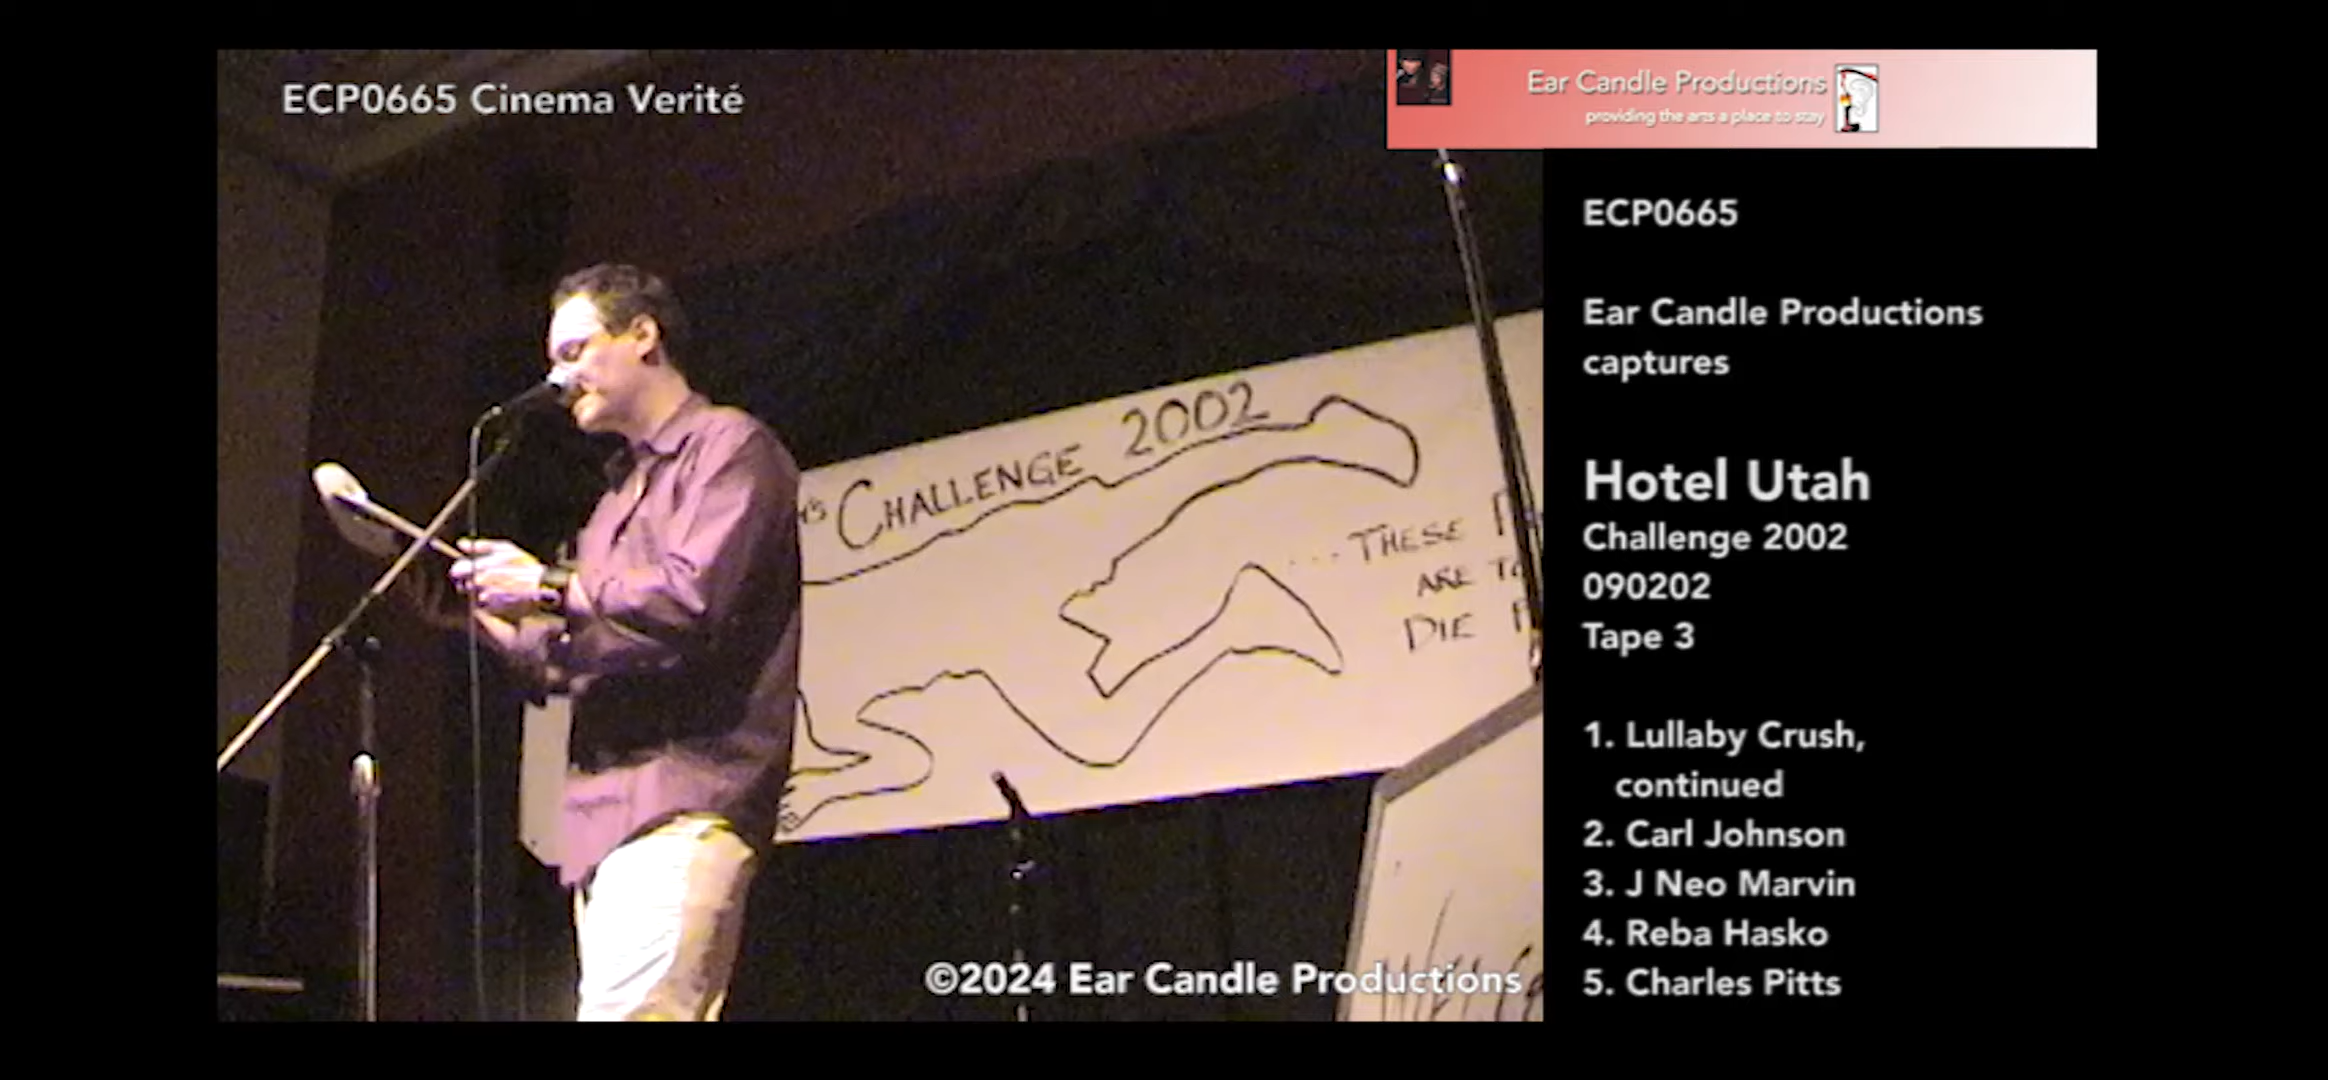 ECP0665 Cinema Verité
Ear Candle Productions
providing the arts a place to stay
CHALLENGE 2002
... THESE
ARE
DIE
©2024 Ear Candle Productions
ECP0665
Ear Candle Productions
captures
Hotel Utah
Challenge 2002
090202
Tape 3
1. Lullaby Crush,
continued
2. Carl Johnson
3. J Neo Marvin
4. Reba Hasko
5. Charles Pitts